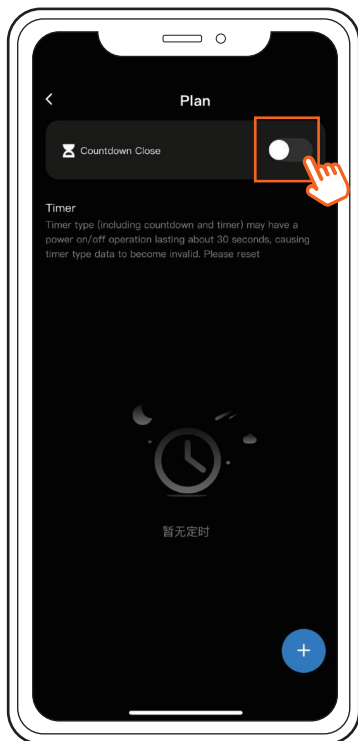 Plan
Countdown Close
Timer
Timer type (including countdown and timer) may have a
power on/off operation lasting about 30 seconds, causing
timer type data to become invalid. Please reset
暂无定时